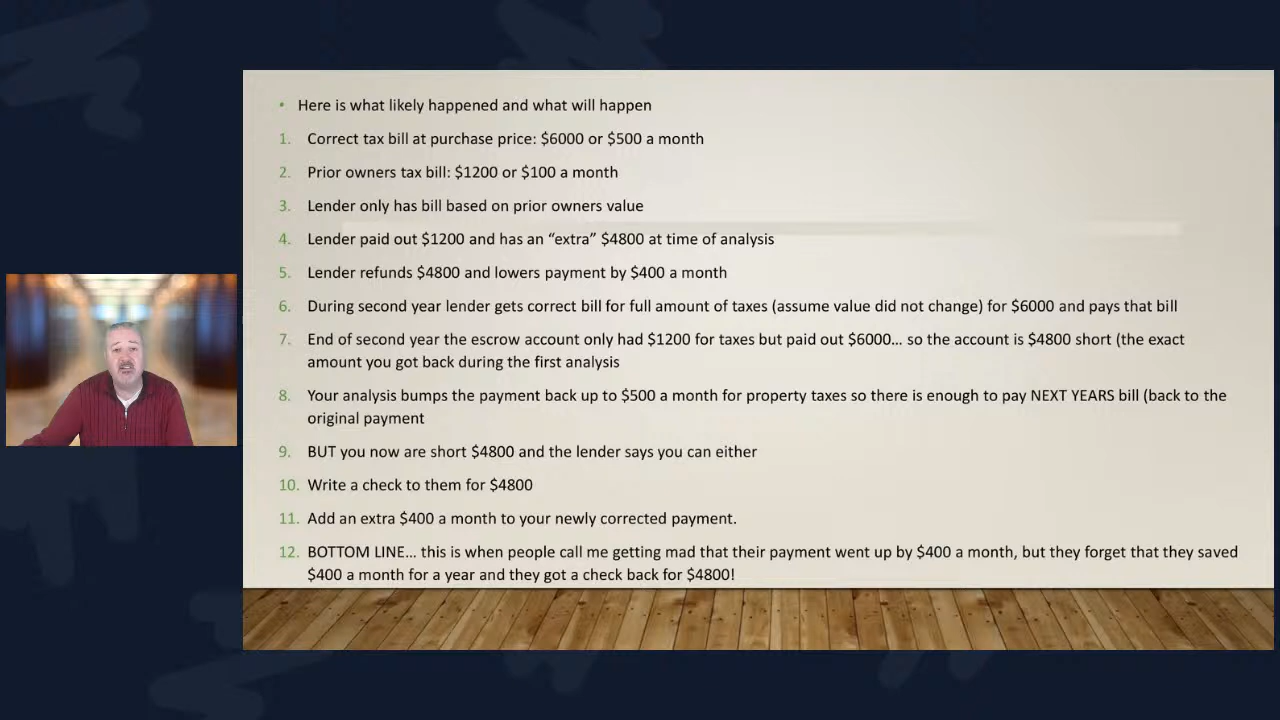 • Here is what likely happened and what will happen
1. Correct tax bill at purchase price: $6000 or $500 a month
2. Prior owners tax bill: $1200 or $100 a month
3. Lender only has bill based on prior owners value
4. Lender paid out $1200 and has an “extra” $4800 at time of analysis
5. Lender refunds $4800 and lowers payment by $400 a month
6. During second year lender gets correct bill for full amount of taxes (assume value did not change) for $6000 and pays that bill
7. End of second year the escrow account only had $1200 for taxes but paid out $6000… so the account is $4800 short (the exact
amount you got back during the first analysis
8. Your analysis bumps the payment back up to $500 a month for property taxes so there is enough to pay NEXT YEARS bill (back to the
original payment
9. BUT you now are short $4800 and the lender says you can either
10. Write a check to them for $4800
11. Add an extra $400 a month to your newly corrected payment.
12. BOTTOM LINE… this is when people call me getting mad that their payment went up by $400 a month, but they forget that they saved
$400 a month for a year and they got a check back for $4800!